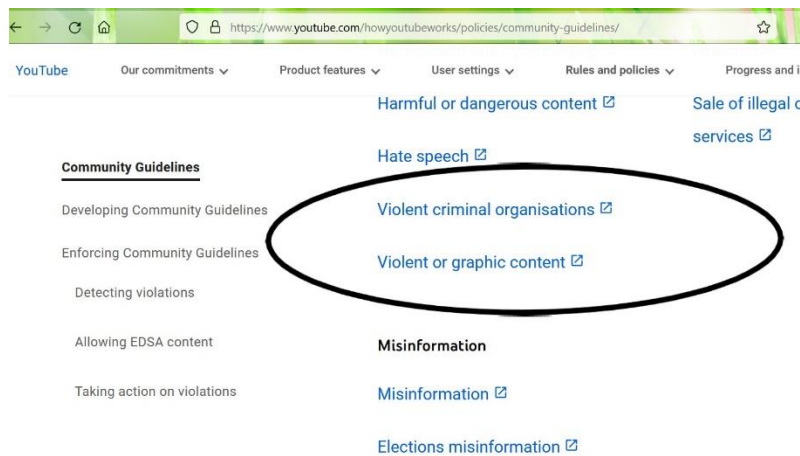 https://www.youtube.com/howyoutubeworks/policies/community-guidelines/
YouTube Our commitments Product features User settings Rules and policies Progress and i
Harmful or dangerous content
Sale of illegal
services
Hate speech
Community Guidelines
Developing Community Guidelines
Enforcing Community Guidelines
Detecting violations
Allowing EDSA content
Taking action on violations
Violent criminal organisations
Violent or graphic content
Misinformation
Misinformation
Elections misinformation